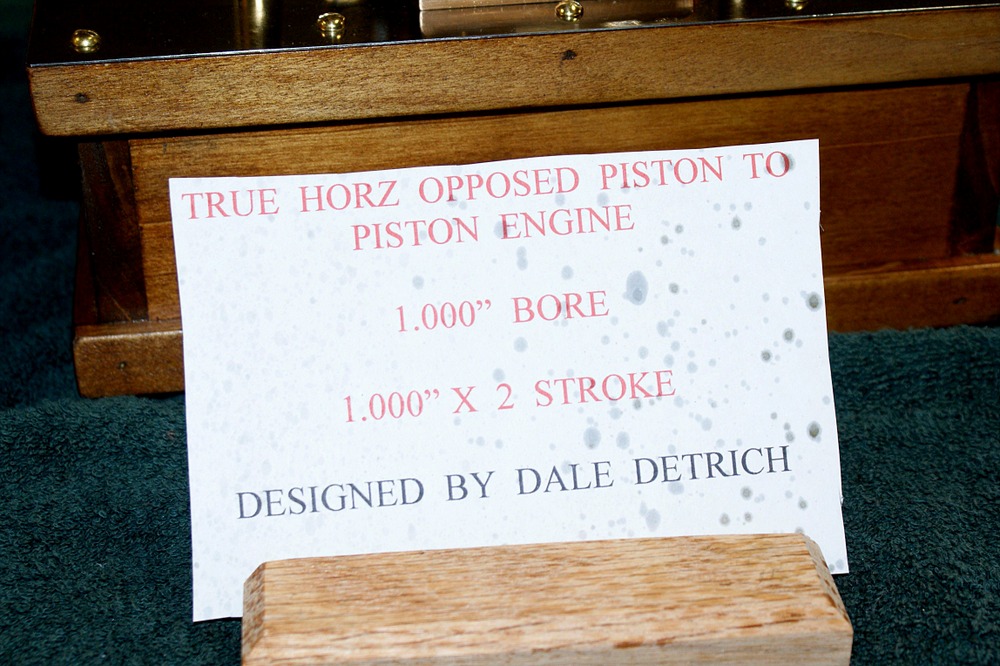 TRUE HORZ OPPOSED PISTON TO
PISTON ENGINE
1.000” BORE
1.000” X 2 STROKE
DESIGNED BY DALE DETRICH